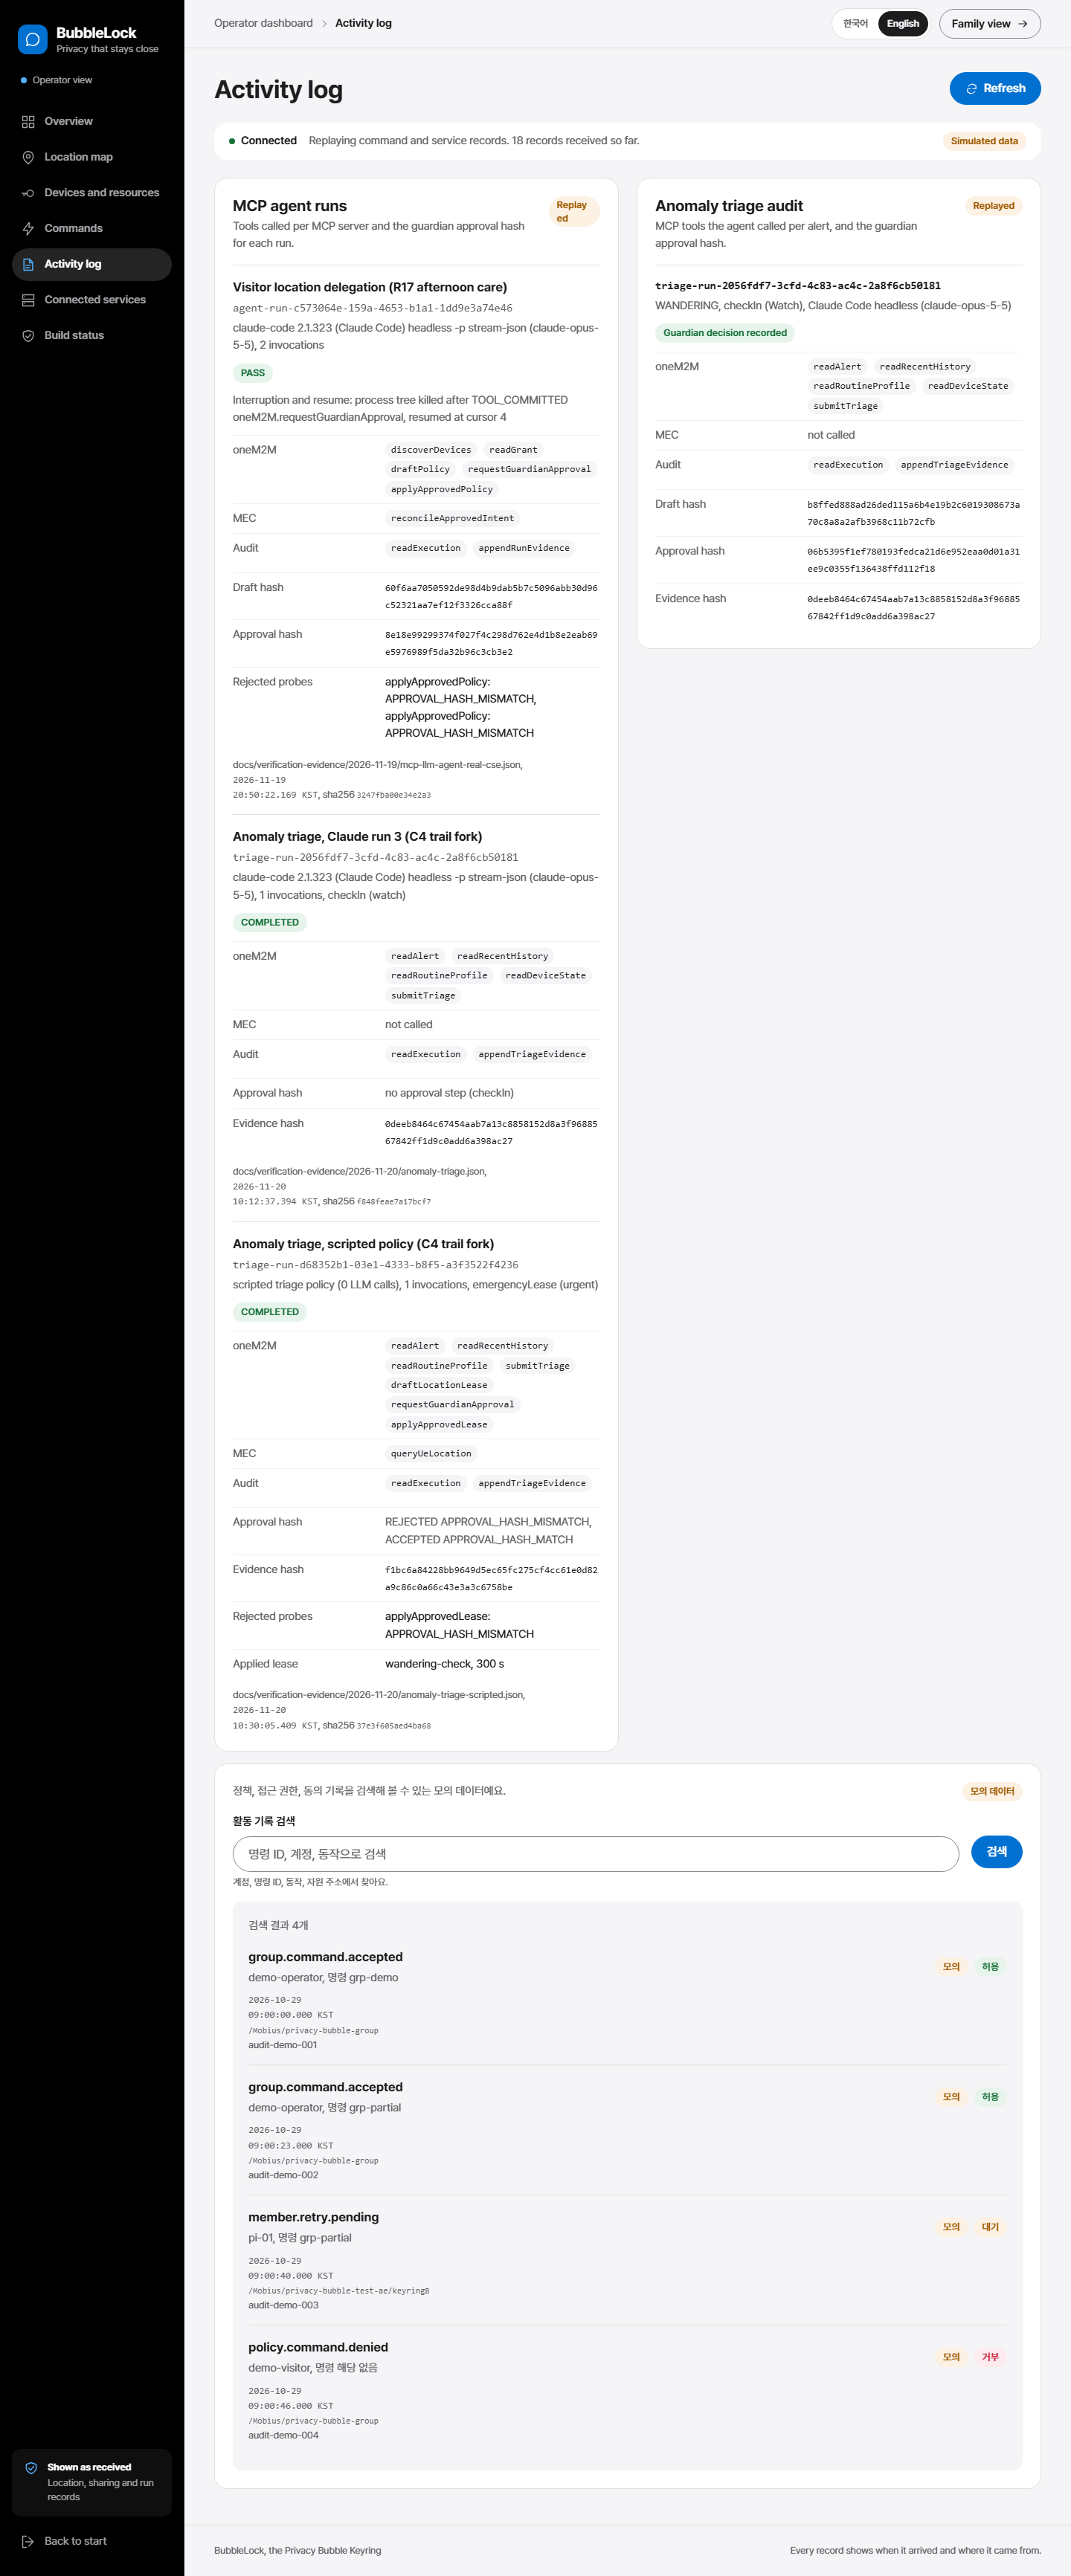 BubbleLock
Privacy that stays close
Operator view
Overview
Location map
Devices and resources
Commands
Activity log
Connected services
Build status
Shown as received
Location, sharing and run
records
Back to start
Operator dashboard
Activity log
한국어
English
Family view
Activity log
Refresh
Connected
Replaying command and service records. 18 records received so far.
Simulated data
MCP agent runs
Replay
ed
Tools called per MCP server and the guardian approval hash
for each run.
Visitor location delegation (R17 afternoon care)
agent-run-c573064e-159a-4653-b1a1-1dd9e3a74e46
claude-code 2.1.323 (Claude Code) headless -p stream-json (claude-opus-
5-5), 2 invocations
PASS
Interruption and resume: process tree killed after TOOL_COMMITTED
oneM2M.requestGuardianApproval, resumed at cursor 4
oneM2M
discoverDevices readGrant
draftPolicy requestGuardianApproval
applyApprovedPolicy
MEC
reconcileApprovedIntent
Audit
readExecution appendRunEvidence
Draft hash
60f6aa7050592de98d4b9dab5b7c5096abb30d96
c52321aa7ef12f3326cca88f
Approval hash
8e18e99299374f027f4c298d762e4d1b8e2eab69
e5976989f5da32b96c3cb3e2
Rejected probes
applyApprovedPolicy:
APPROVAL_HASH_MISMATCH,
applyApprovedPolicy:
APPROVAL_HASH_MISMATCH
docs/verification-evidence/2026-11-19/mcp-llm-agent-real-cse.json,
2026-11-19
20:50:22.169 KST, sha256 3247fba00e34e2a3
Anomaly triage, Claude run 3 (C4 trail fork)
triage-run-2056fdf7-3cfd-4c83-ac4c-2a8f6cb50181
claude-code 2.1.323 (Claude Code) headless -p stream-json (claude-opus-
5-5), 1 invocations, checkIn (watch)
COMPLETED
oneM2M
readAlert readRecentHistory
readRoutineProfile readDeviceState
submitTriage
MEC
not called
Audit
readExecution appendTriageEvidence
Approval hash
no approval step (checkIn)
Evidence hash
0deeb8464c67454aab7a13c8858152d8a3f96885
67842ff1d9c0add6a398ac27
docs/verification-evidence/2026-11-20/anomaly-triage.json,
2026-11-20
10:12:37.394 KST, sha256 f848feae7a17bcf7
Anomaly triage, scripted policy (C4 trail fork)
triage-run-d68352b1-03e1-4333-b8f5-a3f3522f4236
scripted triage policy (0 LLM calls), 1 invocations, emergencyLease (urgent)
COMPLETED
oneM2M
readAlert readRecentHistory
readRoutineProfile submitTriage
draftLocationLease
requestGuardianApproval
applyApprovedLease
MEC
queryUeLocation
Audit
readExecution appendTriageEvidence
Approval hash
REJECTED APPROVAL_HASH_MISMATCH,
ACCEPTED APPROVAL_HASH_MATCH
Evidence hash
f1bc6a84228bb9649d5ec65fc275cf4cc61e0d82
a9c86c0a66c43e3a3c6758be
Rejected probes
applyApprovedLease:
APPROVAL_HASH_MISMATCH
Applied lease
wandering-check, 300 s
docs/verification-evidence/2026-11-20/anomaly-triage-scripted.json,
2026-11-20
10:30:05.409 KST, sha256 37e3f605aed4ba68
Anomaly triage audit
Replayed
MCP tools the agent called per alert, and the guardian
approval hash.
triage-run-2056fdf7-3cfd-4c83-ac4c-2a8f6cb50181
WANDERING, checkIn (Watch), Claude Code headless (claude-opus-5-5)
Guardian decision recorded
oneM2M
readAlert readRecentHistory
readRoutineProfile readDeviceState
submitTriage
MEC
not called
Audit
readExecution appendTriageEvidence
Draft hash
b8ffed888ad26ded115a6b4e19b2c6019308673a
70c8a8a2afb3968c11b72cfb
Approval hash
06b5395f1ef780193fedca21d6e952eaa0d01a31
ee9c0355f136438ffd112f18
Evidence hash
0deeb8464c67454aab7a13c8858152d8a3f96885
67842ff1d9c0add6a398ac27
정책, 접근 권한, 동의 기록을 검색해 볼 수 있는 모의 데이터예요.
모의 데이터
활동 기록 검색
명령 ID, 계정, 동작으로 검색
검색
계정, 명령 ID, 동작, 자원 주소에서 찾아요.
검색 결과 4개
group.command.accepted
모의 허용
demo-operator, 명령 grp-demo
2026-10-29
09:00:00.000 KST
/Mobius/privacy-bubble-group
audit-demo-001
group.command.accepted
모의 허용
demo-operator, 명령 grp-partial
2026-10-29
09:00:23.000 KST
/Mobius/privacy-bubble-group
audit-demo-002
member.retry.pending
모의 대기
pi-01, 명령 grp-partial
2026-10-29
09:00:40.000 KST
/Mobius/privacy-bubble-test-ae/keyringB
audit-demo-003
policy.command.denied
모의 거부
demo-visitor, 명령 해당 없음
2026-10-29
09:00:46.000 KST
/Mobius/privacy-bubble-group
audit-demo-004
BubbleLock, the Privacy Bubble Keyring
Every record shows when it arrived and where it came from.